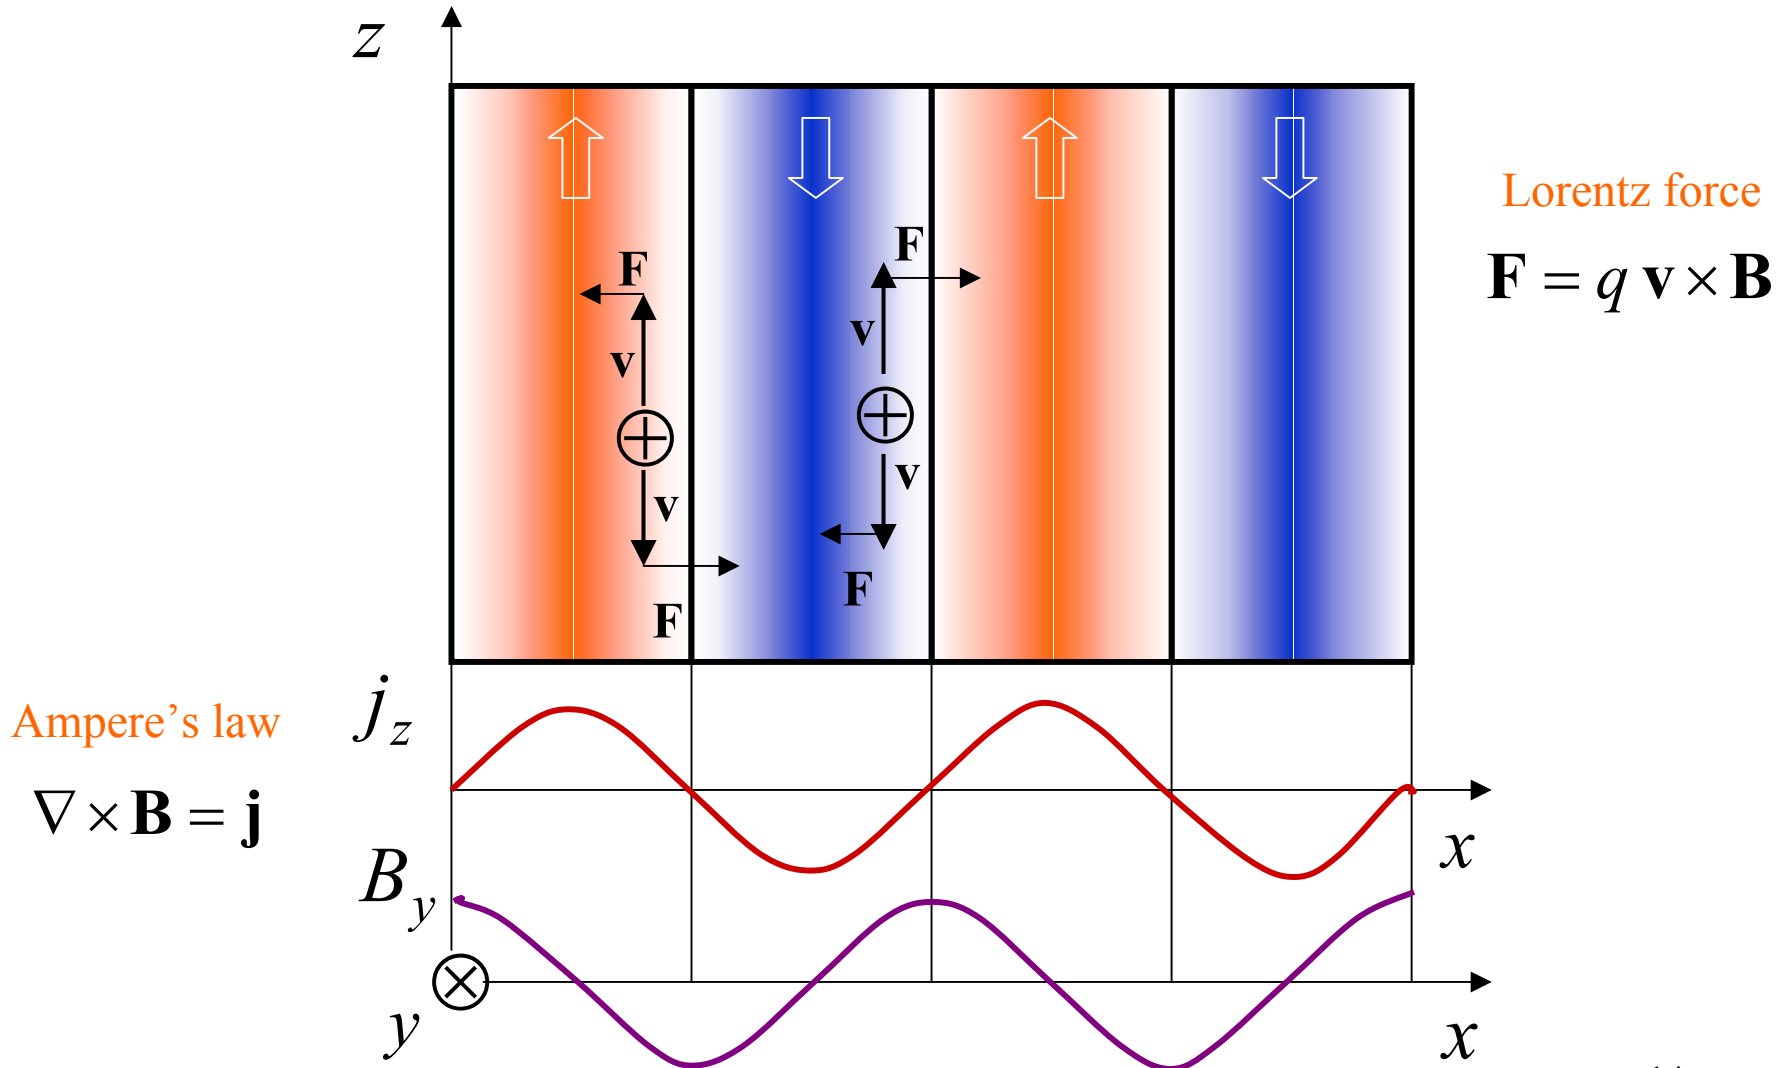 z
Lorentz force
F = q v × B
F
F
v
v
v
v
F
F
Ampere's law
∇ × B = j
j_z
x
B_y
y
x